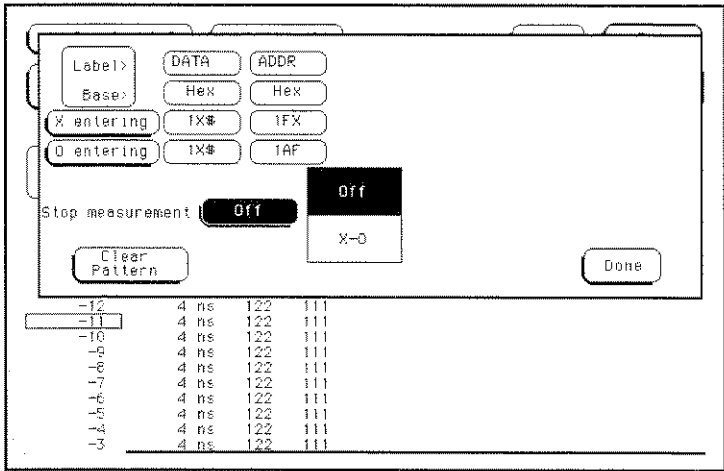 Label> DATA ADDR
Base> Hex Hex
X entering 1X# 1FX
O entering 1X# 1AF
Off
Stop measurement Off
X-O
Clear
Pattern
Done
-12 4 ns 122 111
-11 4 ns 122 111
-10 4 ns 122 111
-9 4 ns 122 111
-8 4 ns 122 111
-7 4 ns 122 111
-6 4 ns 122 111
-5 4 ns 122 111
-4 4 ns 122 111
-3 4 ns 122 111